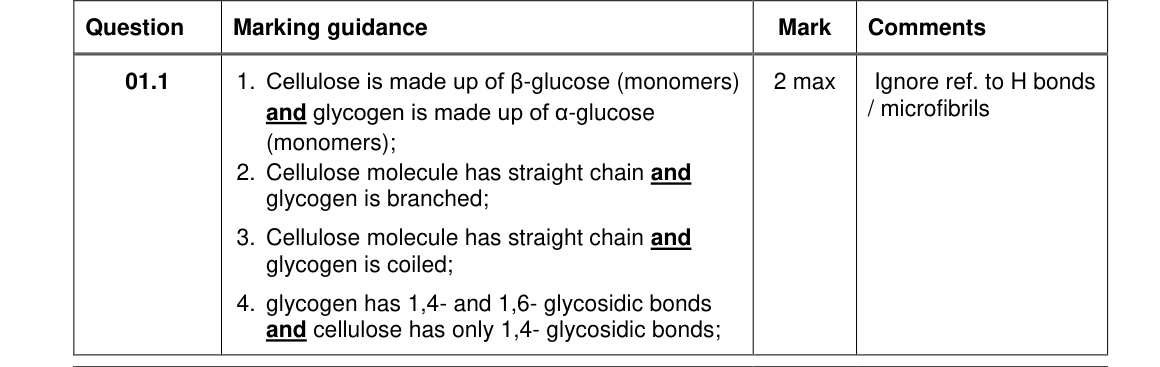 Question Marking guidance Mark Comments
01.1 1. Cellulose is made up of β-glucose (monomers) 2 max Ignore ref. to H bonds
and glycogen is made up of α-glucose / microfibrils
(monomers);
2. Cellulose molecule has straight chain and
glycogen is branched;
3. Cellulose molecule has straight chain and
glycogen is coiled;
4. glycogen has 1,4- and 1,6- glycosidic bonds
and cellulose has only 1,4- glycosidic bonds;